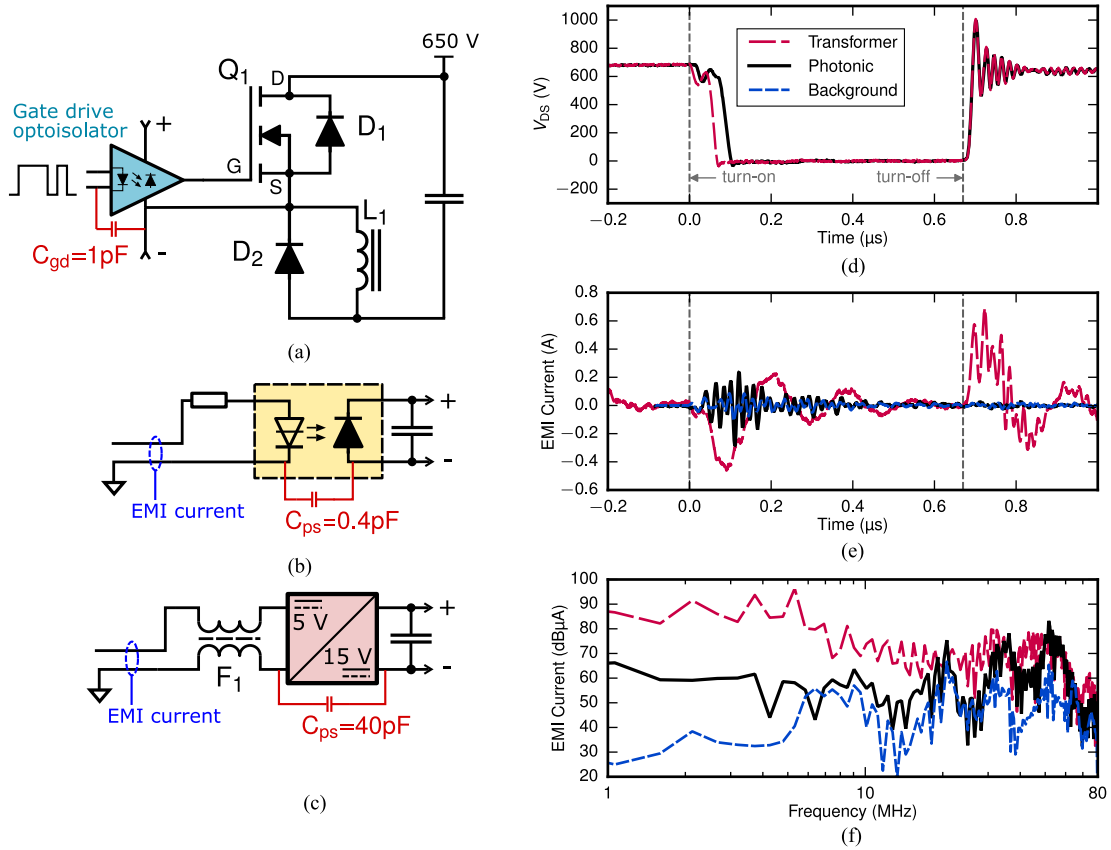 650 V
Q1
D
Gate drive
optoisolator
+
D1
G
S
L1
Cgd=1pF
-
D2
(a)
+
-
EMI current
Cps=0.4pF
(b)
5 V
15 V
+
-
F1
EMI current
Cps=40pF
(c)
1000
800
600
400
200
0
−200
VDS (V)
Transformer
Photonic
Background
turn-on
turn-off
−0.2
0.0
0.2
0.4
0.6
0.8
Time (µs)
(d)
0.8
0.6
0.4
0.2
0.0
−0.2
−0.4
−0.6
EMI Current (A)
−0.2
0.0
0.2
0.4
0.6
0.8
Time (µs)
(e)
100
90
80
70
60
50
40
30
20
EMI Current (dBµA)
1
10
80
Frequency (MHz)
(f)